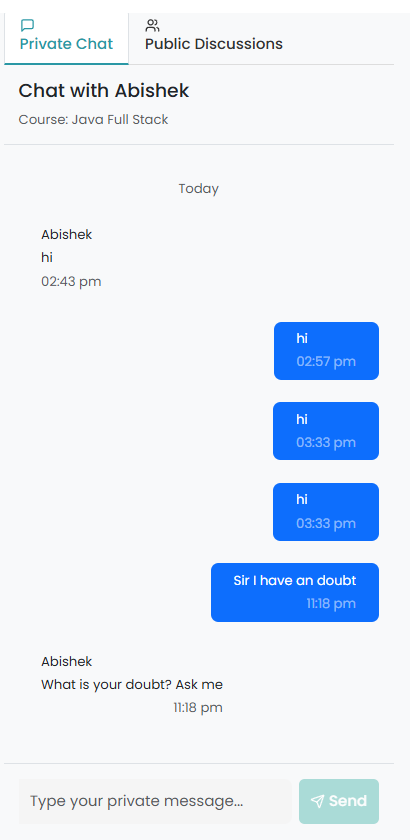 Private Chat
Public Discussions
Chat with Abishek
Course: Java Full Stack
Today
Abishek
hi
02:43 pm
hi
02:57 pm
hi
03:33 pm
hi
03:33 pm
Sir I have an doubt
11:18 pm
Abishek
What is your doubt? Ask me
11:18 pm
Type your private message...
Send